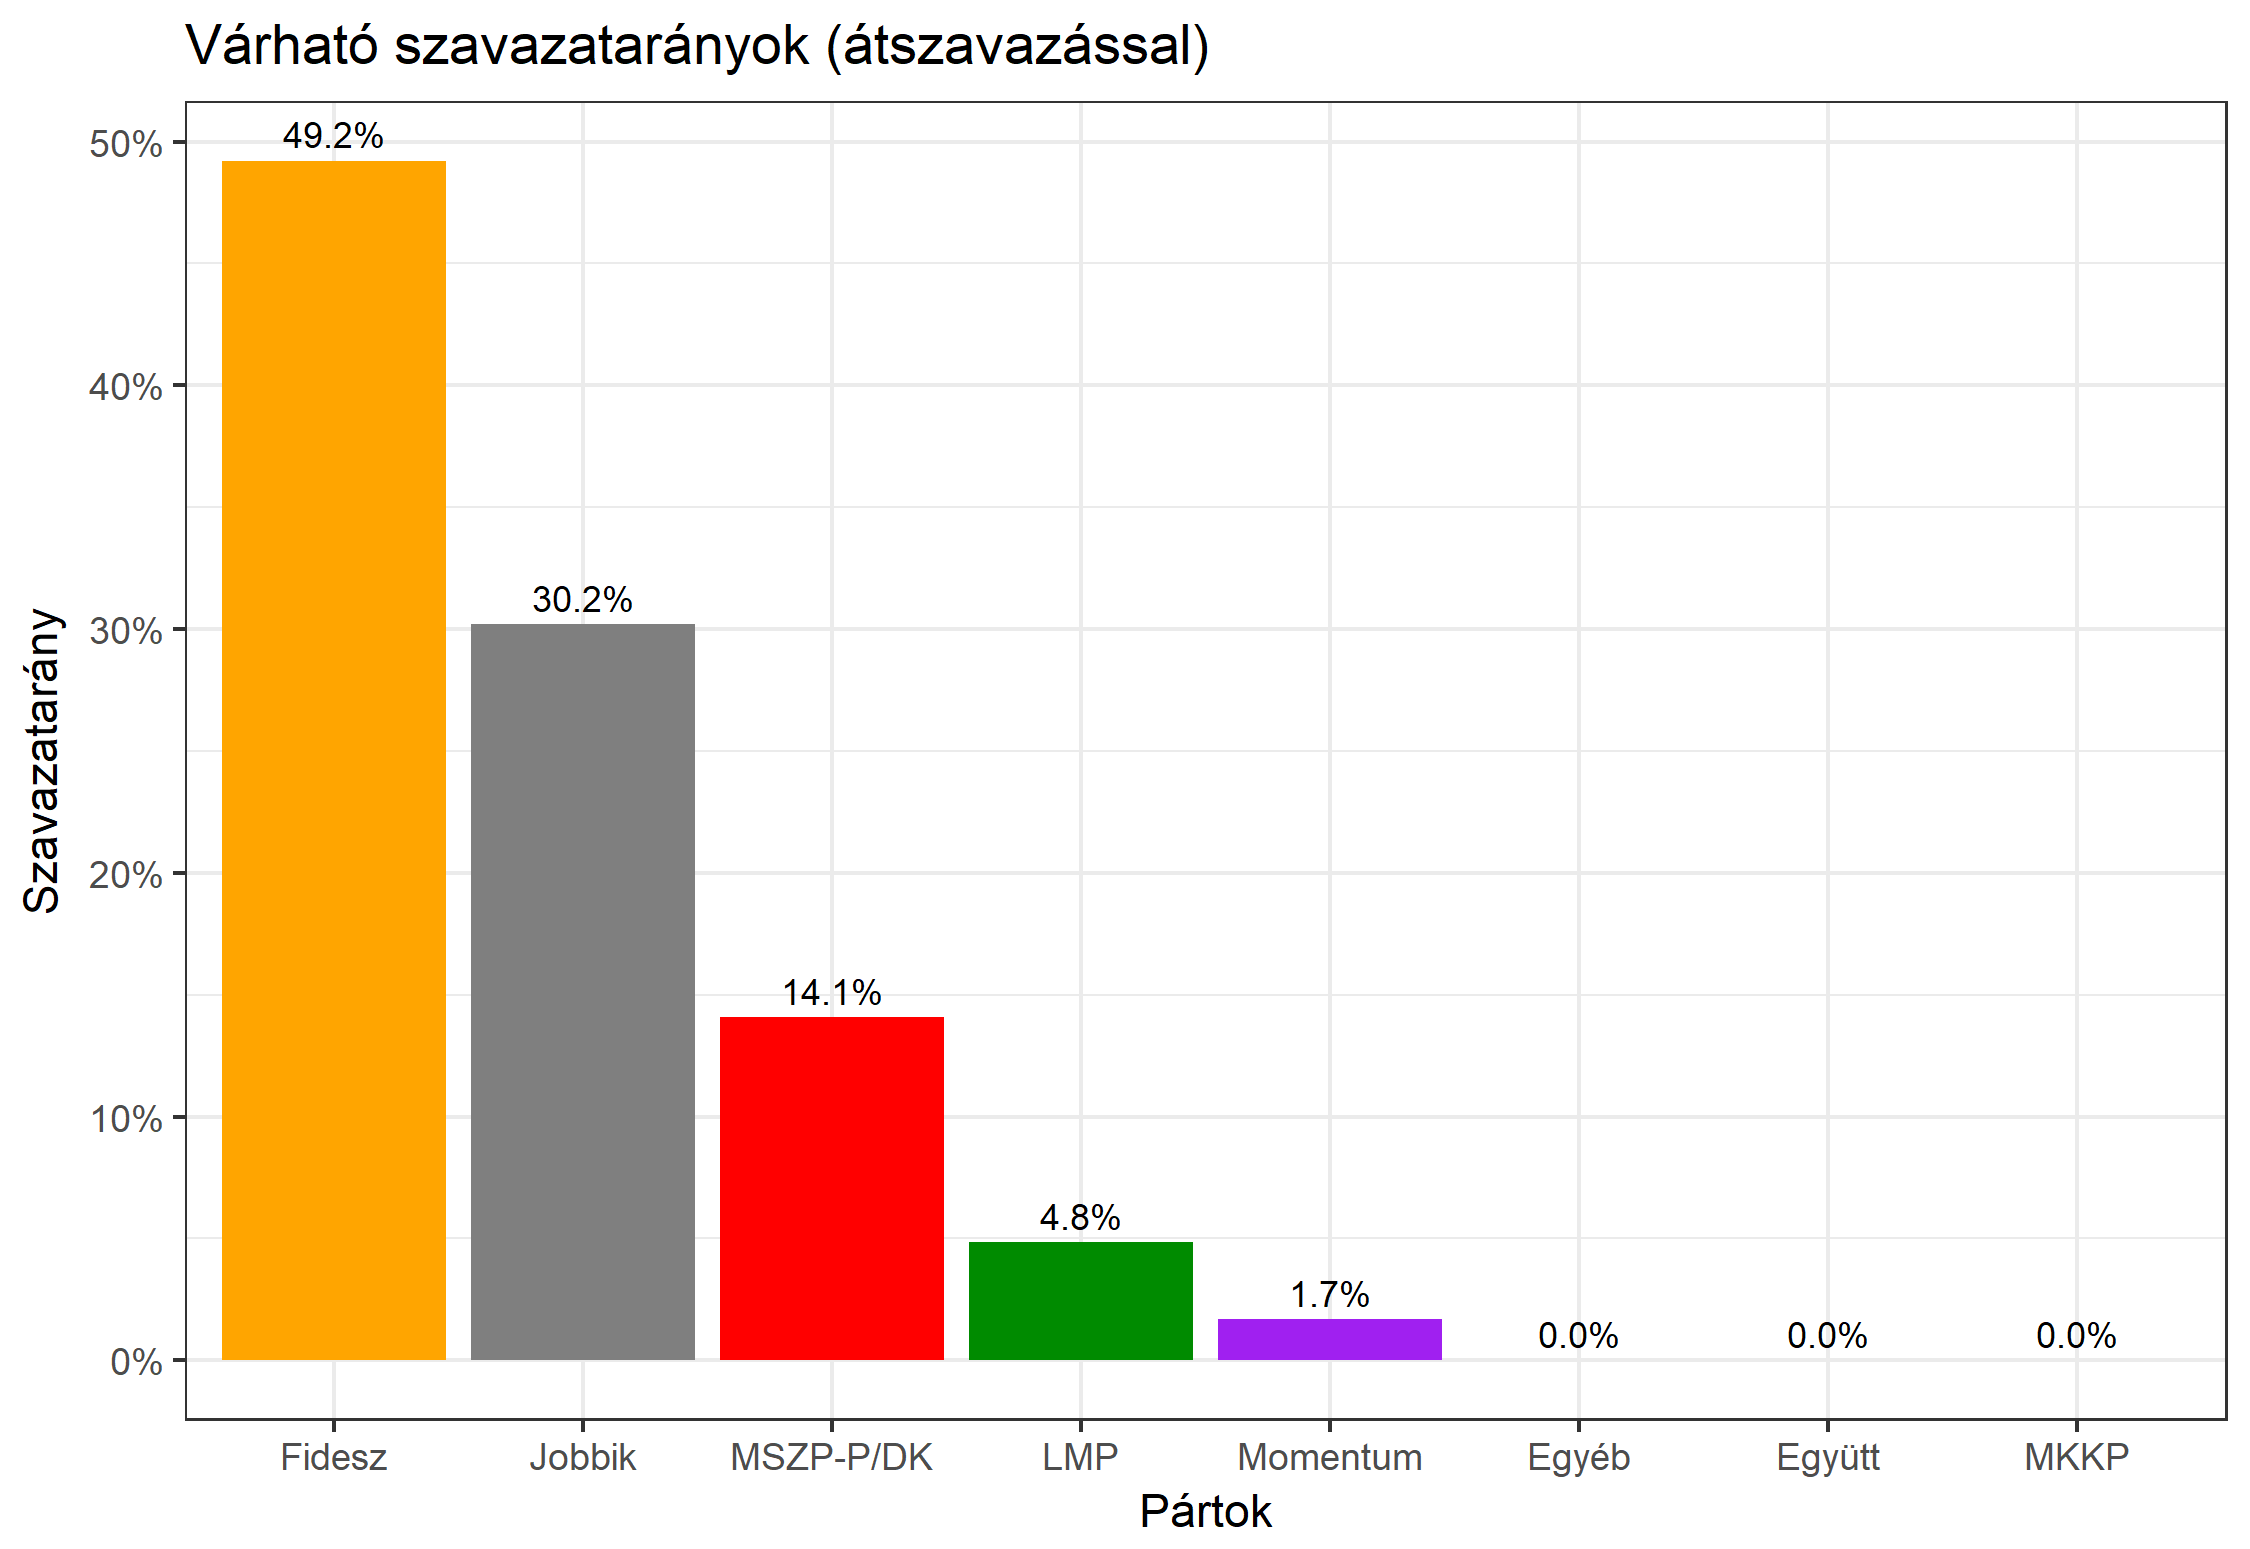 Várható szavazatarányok (átszavazással)
Szavazatarány
50%
40%
30%
20%
10%
0%
49.2%
30.2%
14.1%
4.8%
1.7%
0.0%
0.0%
0.0%
Fidesz
Jobbik
MSZP-P/DK
LMP
Momentum
Egyéb
Együtt
MKKP
Pártok